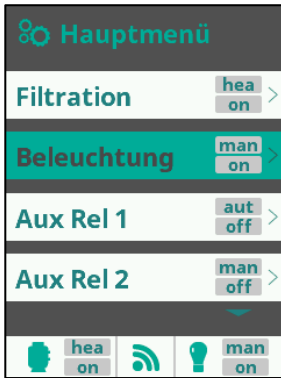 Hauptmenü
Filtration hea
on
Beleuchtung man
on
Aux Rel 1 aut
off
Aux Rel 2 man
off
hea man
on on